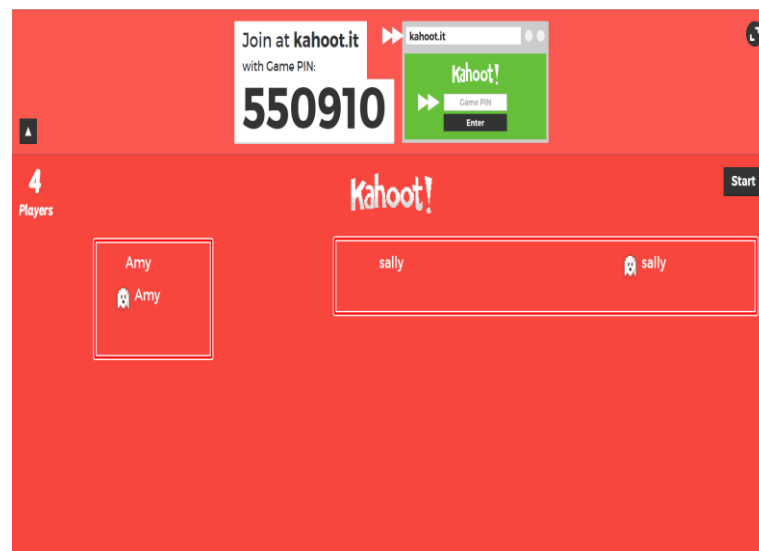 Join at kahoot.it
with Game PIN:
550910
kahoot.it
Kahoot!
Game PIN
Enter
4
Players
Kahoot!
Start
Amy
Amy
sally
sally